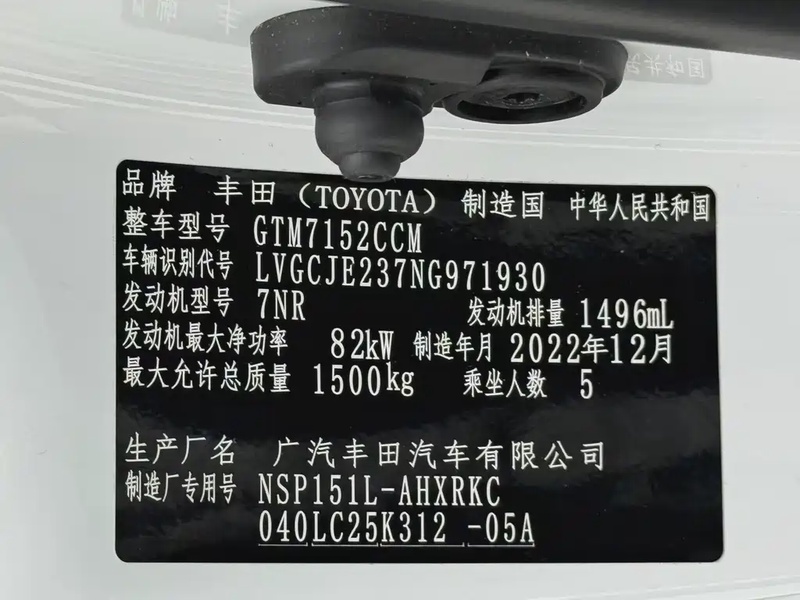 品牌 丰田（TOYOTA） 制造国 中华人民共和国
整车型号 GTM7152CCM
车辆识别代号 LVGCJE237NG971930
发动机型号 7NR 发动机排量 1496mL
发动机最大净功率 82kW 制造年月 2022年12月
最大允许总质量 1500kg 乘坐人数 5
生产厂名 广汽丰田汽车有限公司
制造厂专用号 NSP151L-AHXRKC
040LC25K312 -05A